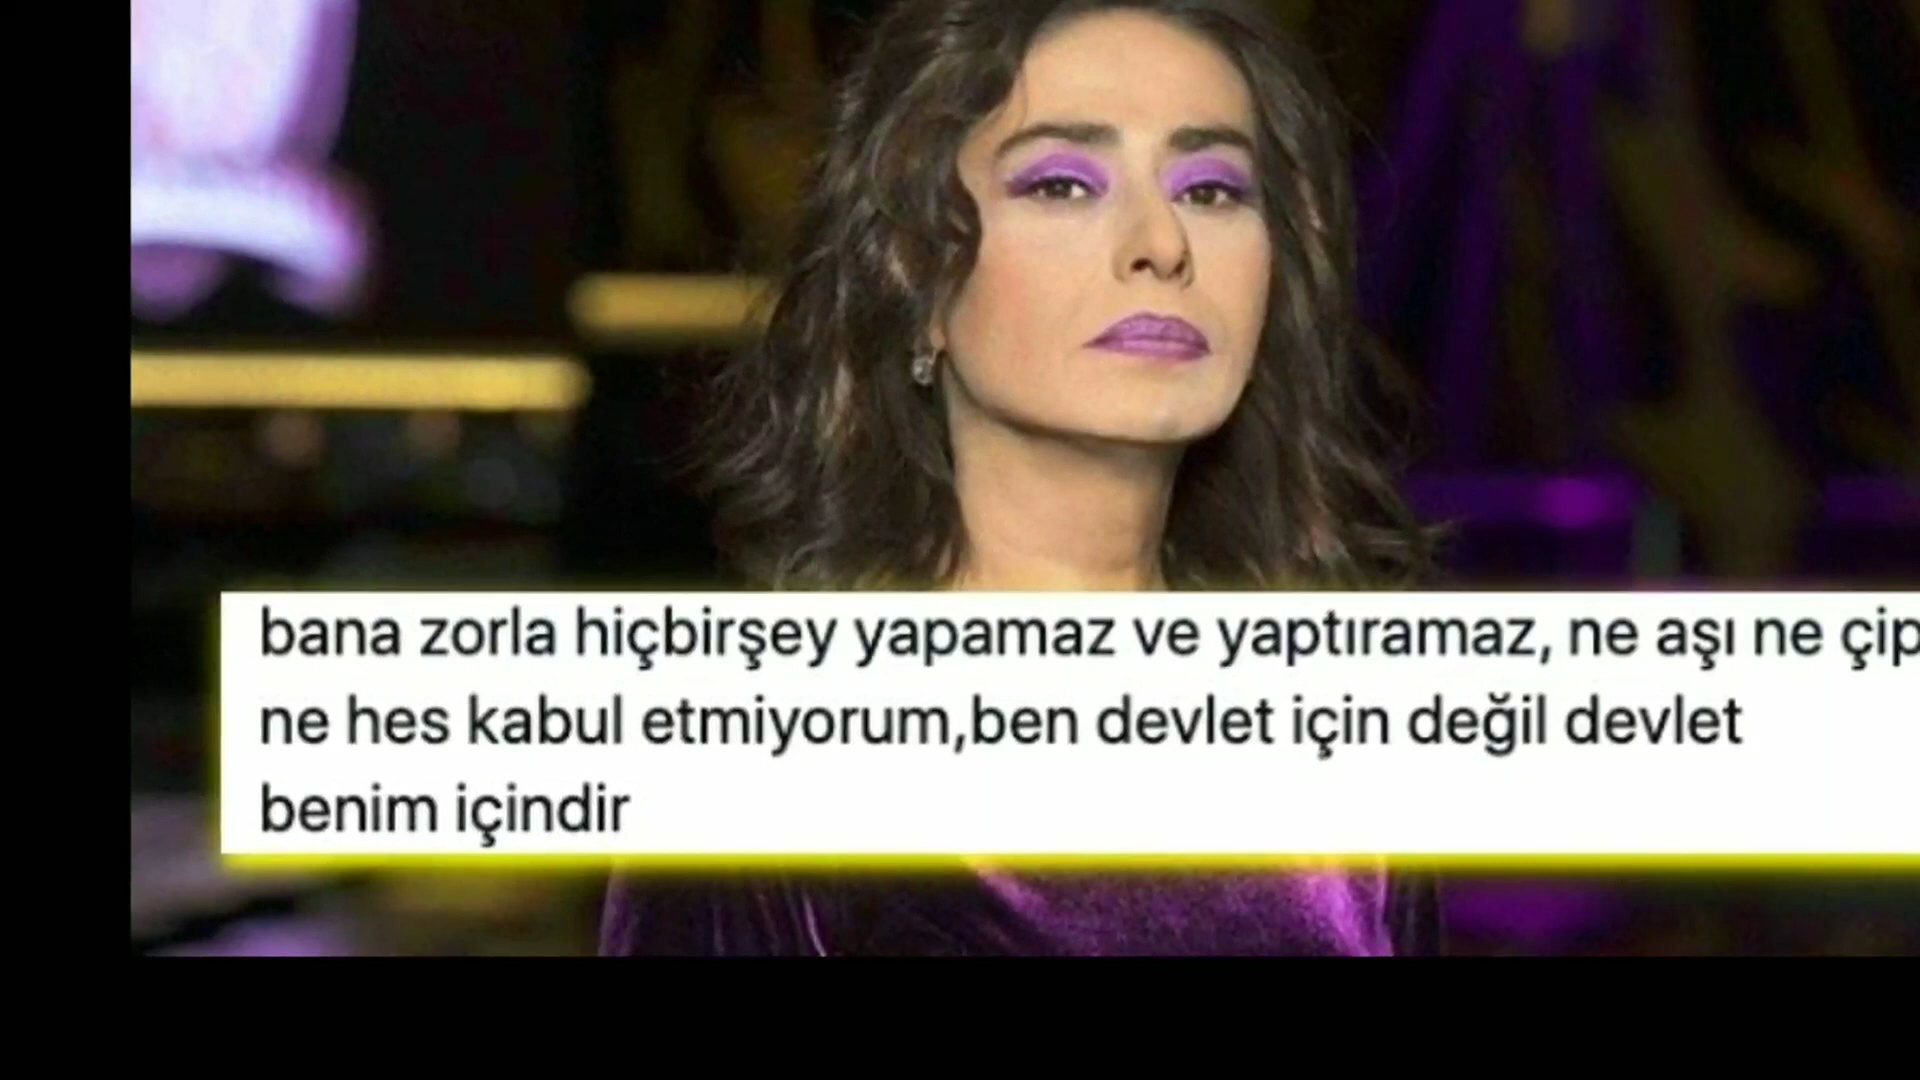 bana zorla hiçbirşey yapamaz ve yaptıramaz, ne aşı ne çip
ne hes kabul etmiyorum,ben devlet için değil devlet
benim içindir